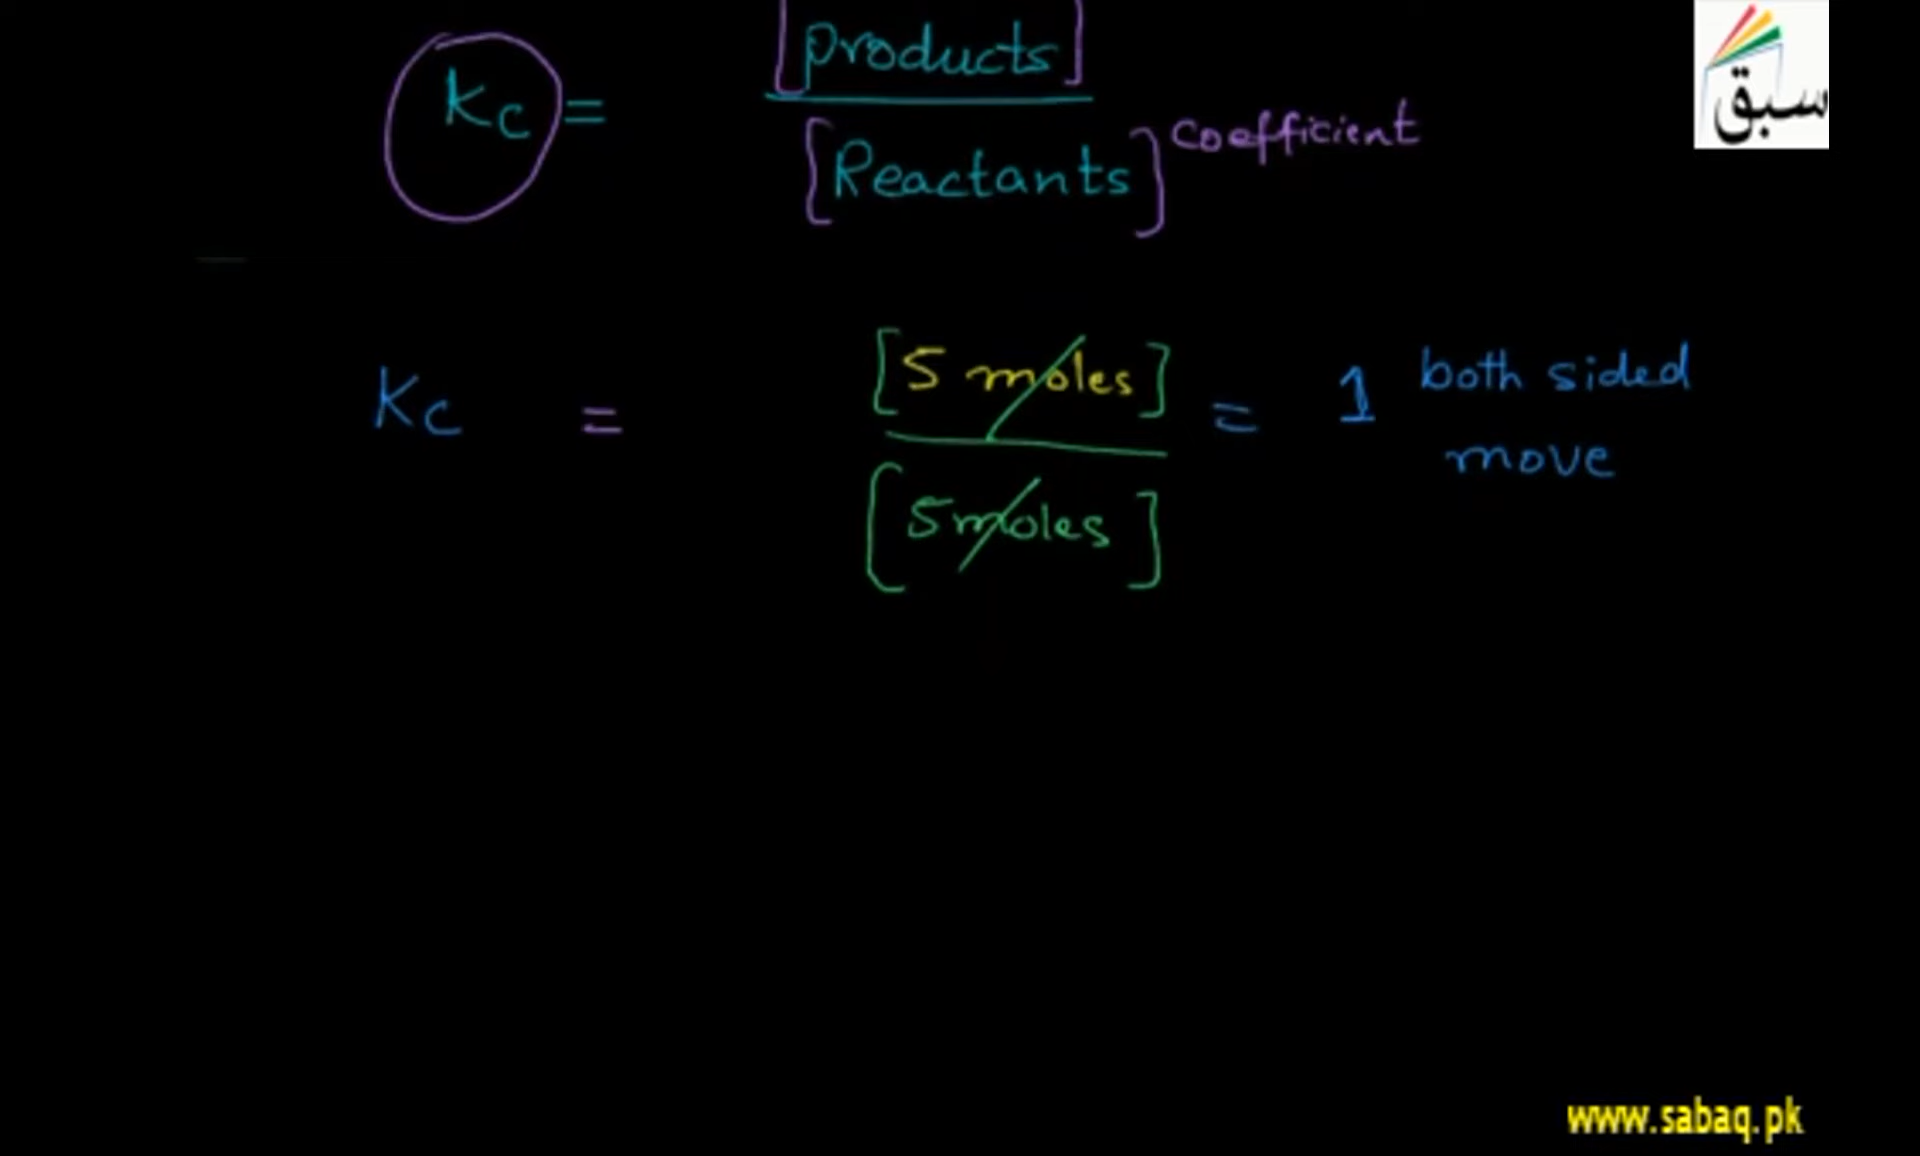 [products]
Kc =
[Reactants] coefficient
سبق
[5 moles]
Kc = = 1 both sided
move
[5 moles]
www.sabaq.pk